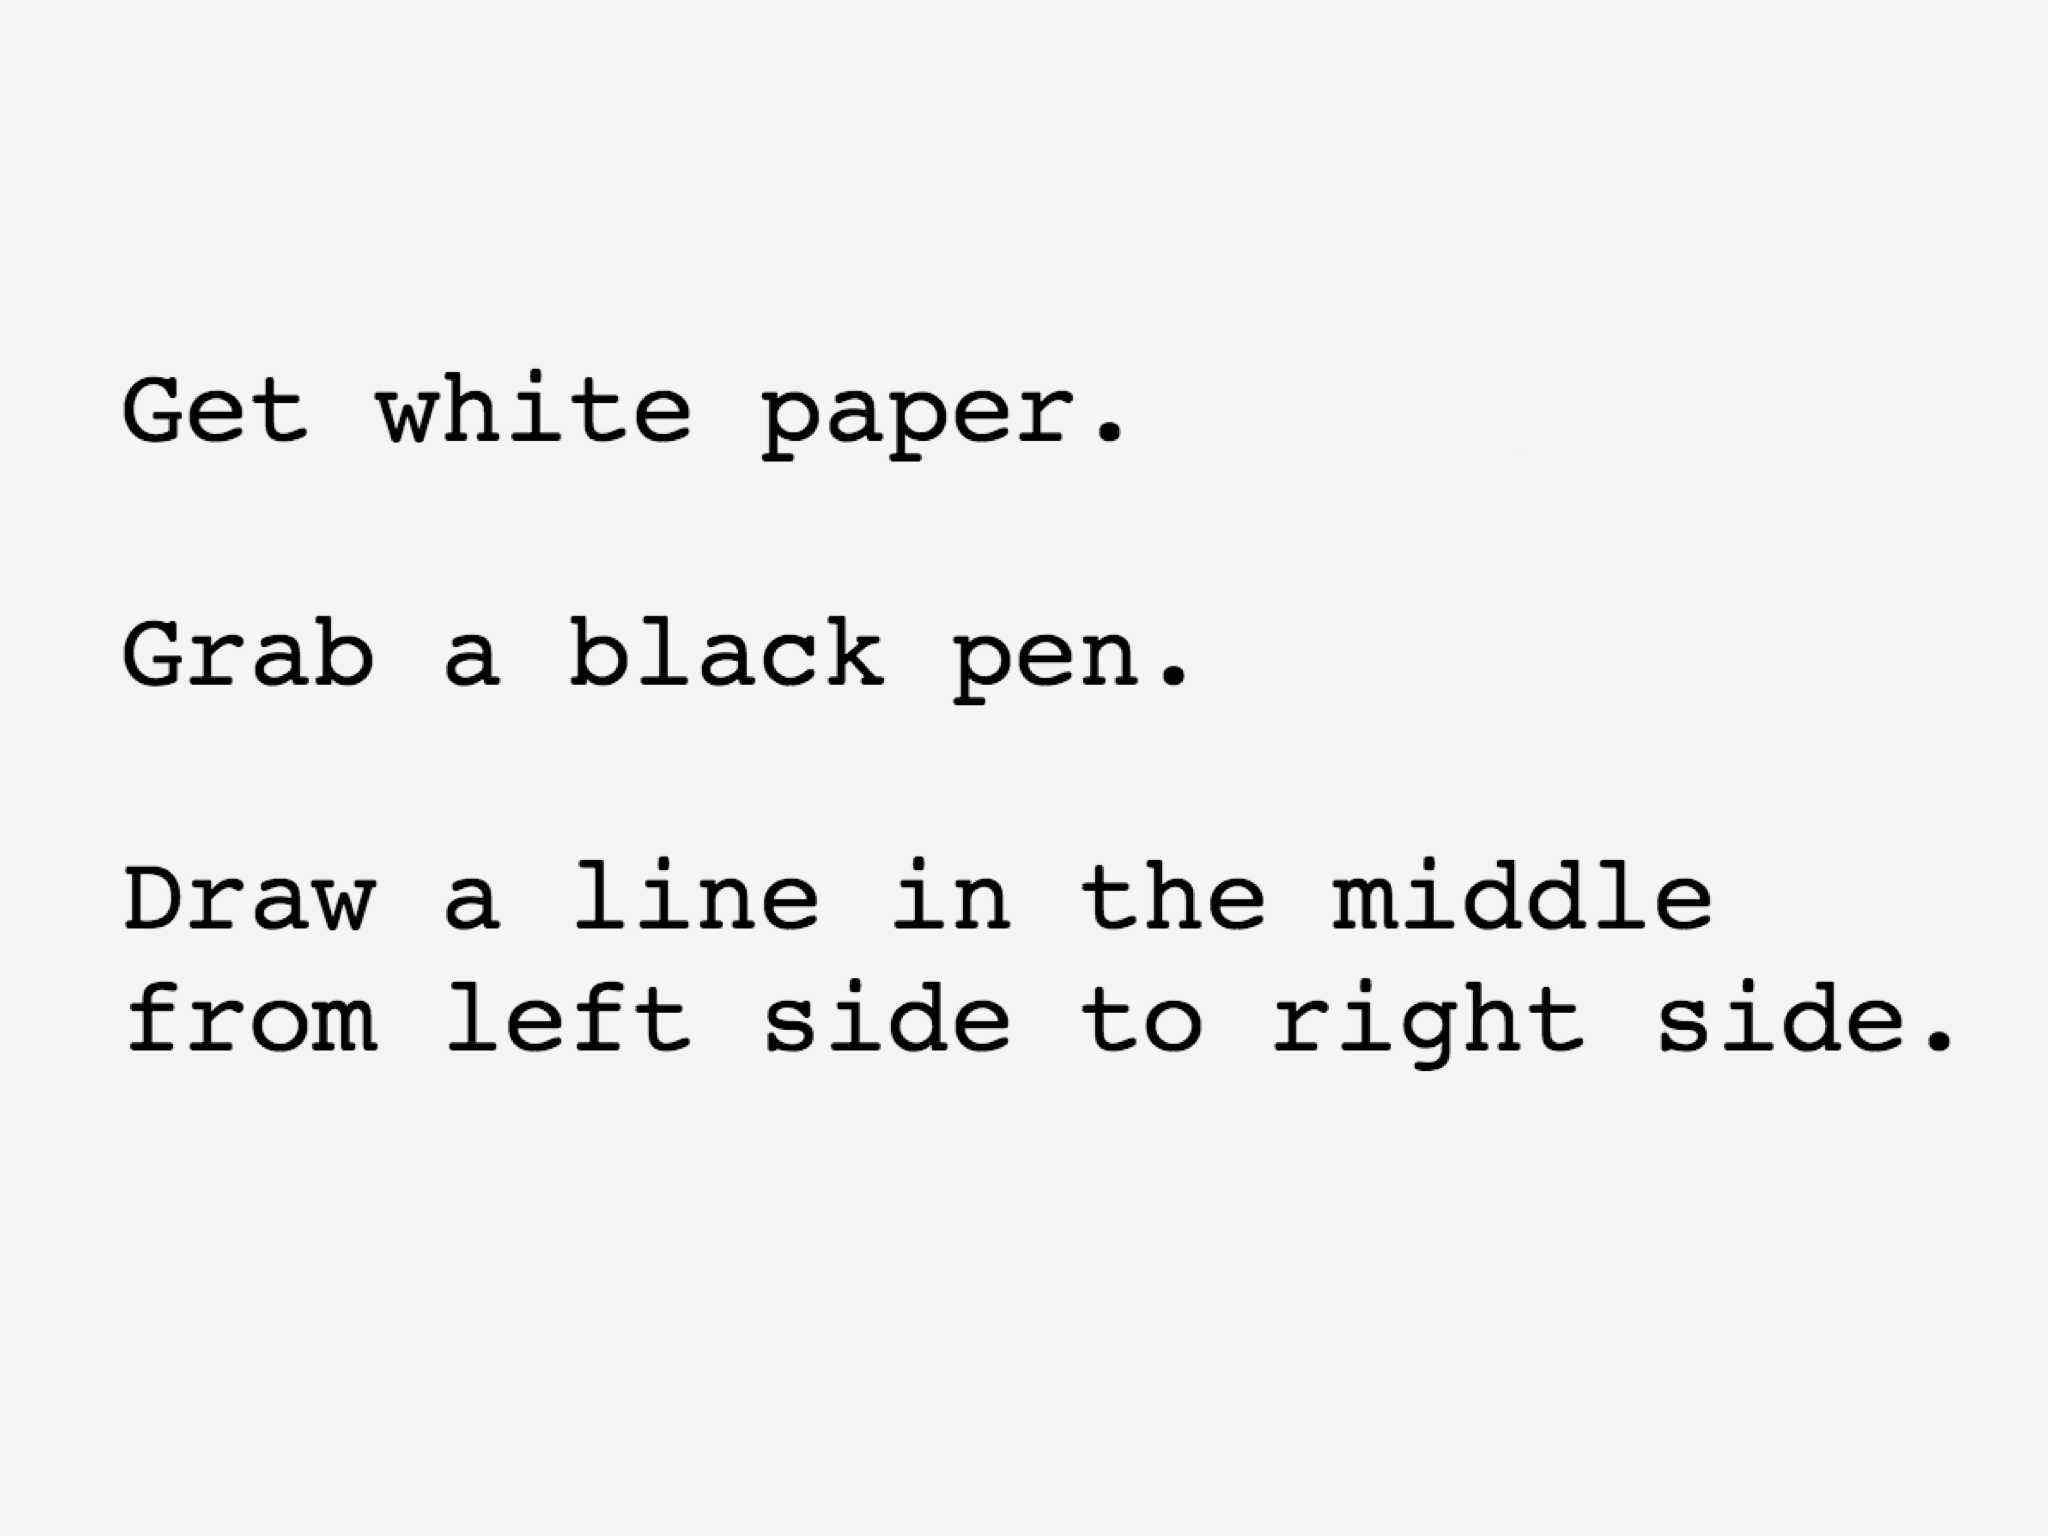 Get white paper.
Grab a black pen.
Draw a line in the middle
from left side to right side.